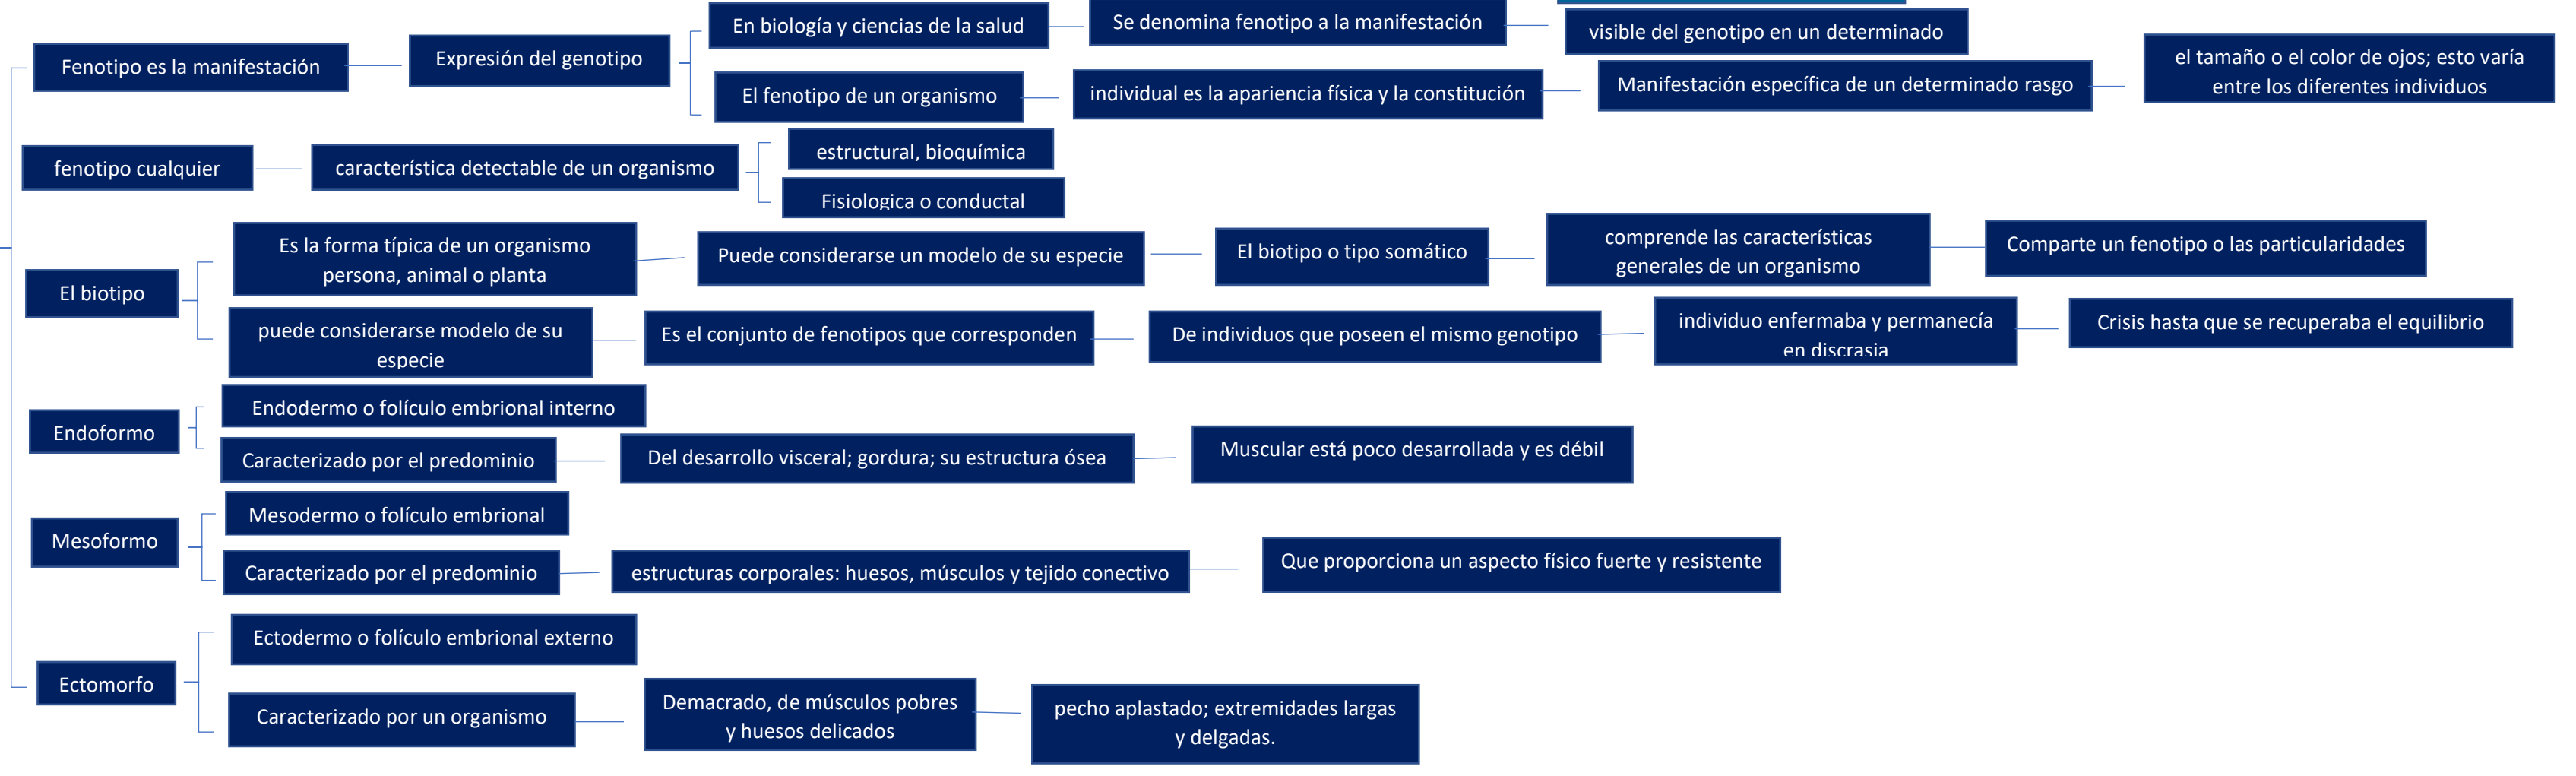 Fenotipo es la manifestación
Expresión del genotipo
En biología y ciencias de la salud
Se denomina fenotipo a la manifestación
visible del genotipo en un determinado
El fenotipo de un organismo
individual es la apariencia física y la constitución
Manifestación específica de un determinado rasgo
el tamaño o el color de ojos; esto varía
entre los diferentes individuos
fenotipo cualquier
característica detectable de un organismo
estructural, bioquímica
Fisiologica o conductal
El biotipo
Es la forma típica de un organismo
persona, animal o planta
Puede considerarse un modelo de su especie
El biotipo o tipo somático
comprende las características
generales de un organismo
Comparte un fenotipo o las particularidades
puede considerarse modelo de su
especie
Es el conjunto de fenotipos que corresponden
De individuos que poseen el mismo genotipo
individuo enfermaba y permanecía
en discrasia
Crisis hasta que se recuperaba el equilibrio
Endoformo
Endodermo o folículo embrional interno
Caracterizado por el predominio
Del desarrollo visceral; gordura; su estructura ósea
Muscular está poco desarrollada y es débil
Mesoformo
Mesodermo o folículo embrional
Caracterizado por el predominio
estructuras corporales: huesos, músculos y tejido conectivo
Que proporciona un aspecto físico fuerte y resistente
Ectomorfo
Ectodermo o folículo embrional externo
Caracterizado por un organismo
Demacrado, de músculos pobres
y huesos delicados
pecho aplastado; extremidades largas
y delgadas.